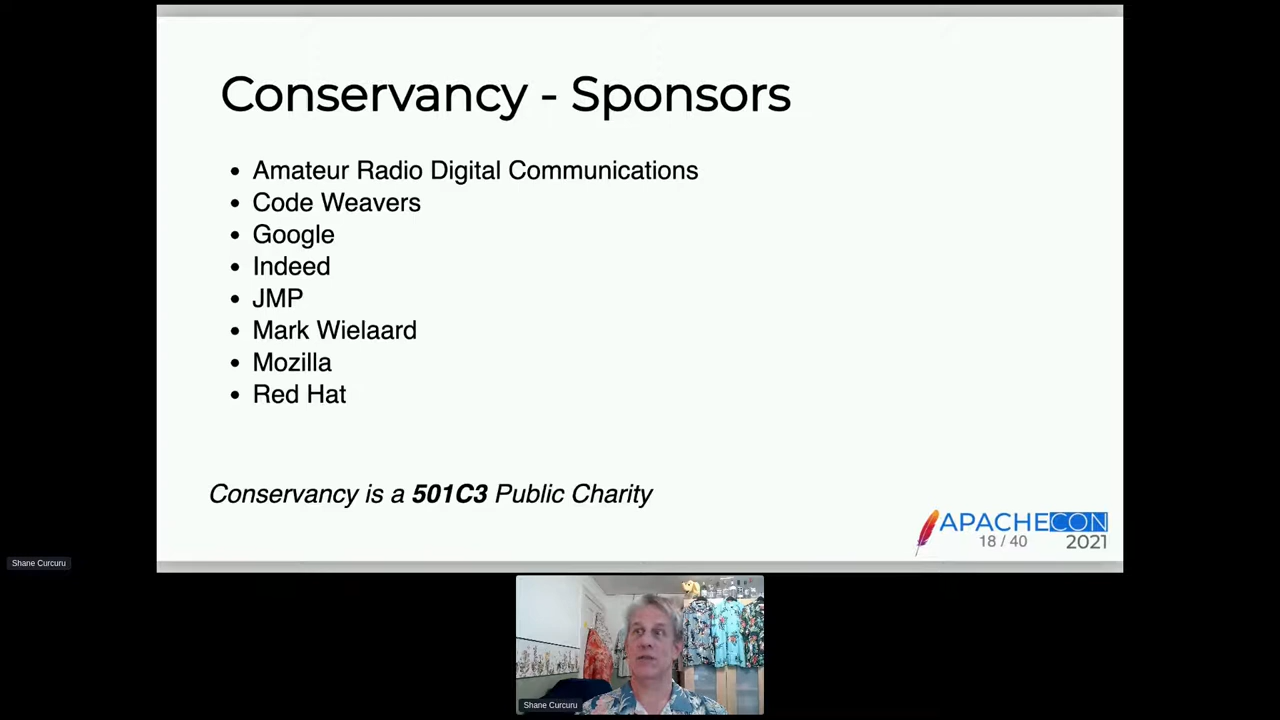 Conservancy - Sponsors
• Amateur Radio Digital Communications
• Code Weavers
• Google
• Indeed
• JMP
• Mark Wielaard
• Mozilla
• Red Hat
Conservancy is a 501C3 Public Charity
APACHECON
18 / 40
2021
Shane Curcuru
Shane Curcuru